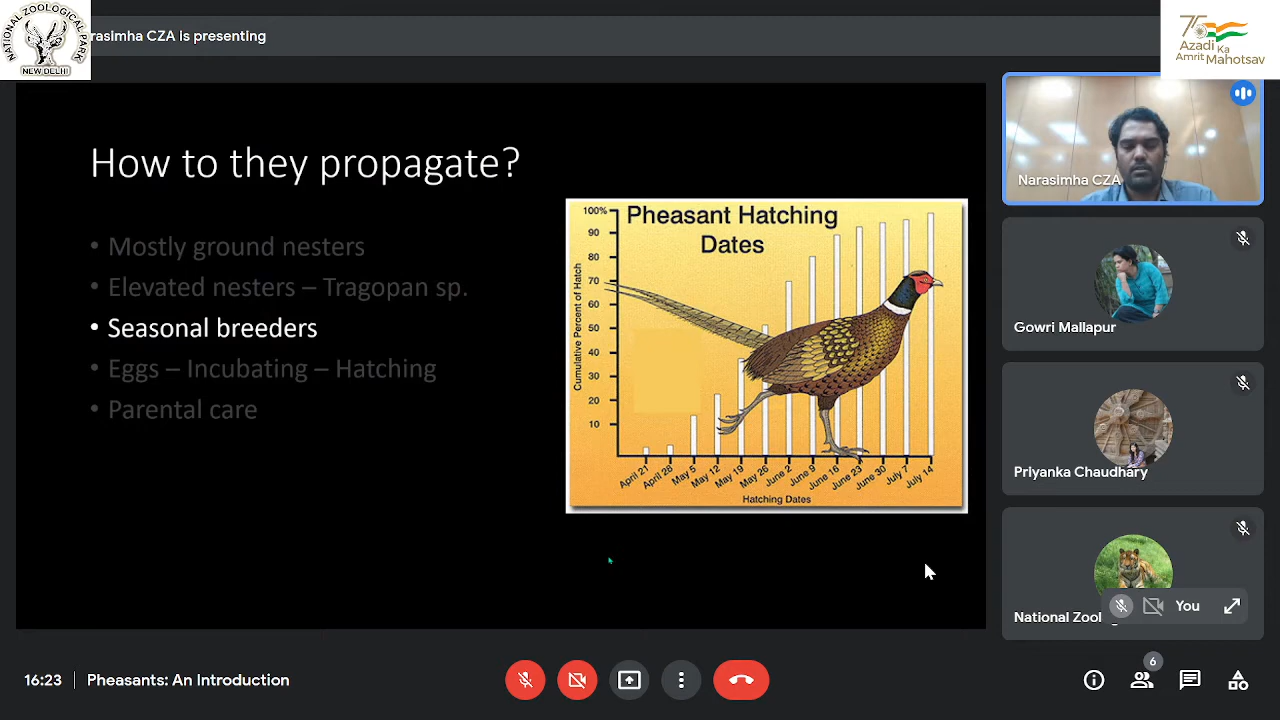 NATIONAL ZOOLOGICAL PARK
NEW DELHI
rasimha CZA is presenting
75
Azadi Ka
Amrit Mahotsav
How to they propagate?
• Mostly ground nesters
• Elevated nesters – Tragopan sp.
• Seasonal breeders
• Eggs – Incubating – Hatching
• Parental care
Pheasant Hatching
Dates
Cumulative Percent of Hatch
100%
90
80
70
60
50
40
30
20
10
April 21
April 28
May 5
May 12
May 19
May 26
June 2
June 9
June 16
June 23
June 30
July 7
July 14
Hatching Dates
Narasimha CZA
Gowri Mallapur
Priyanka Chaudhary
National Zool
You
16:23
Pheasants: An Introduction
6